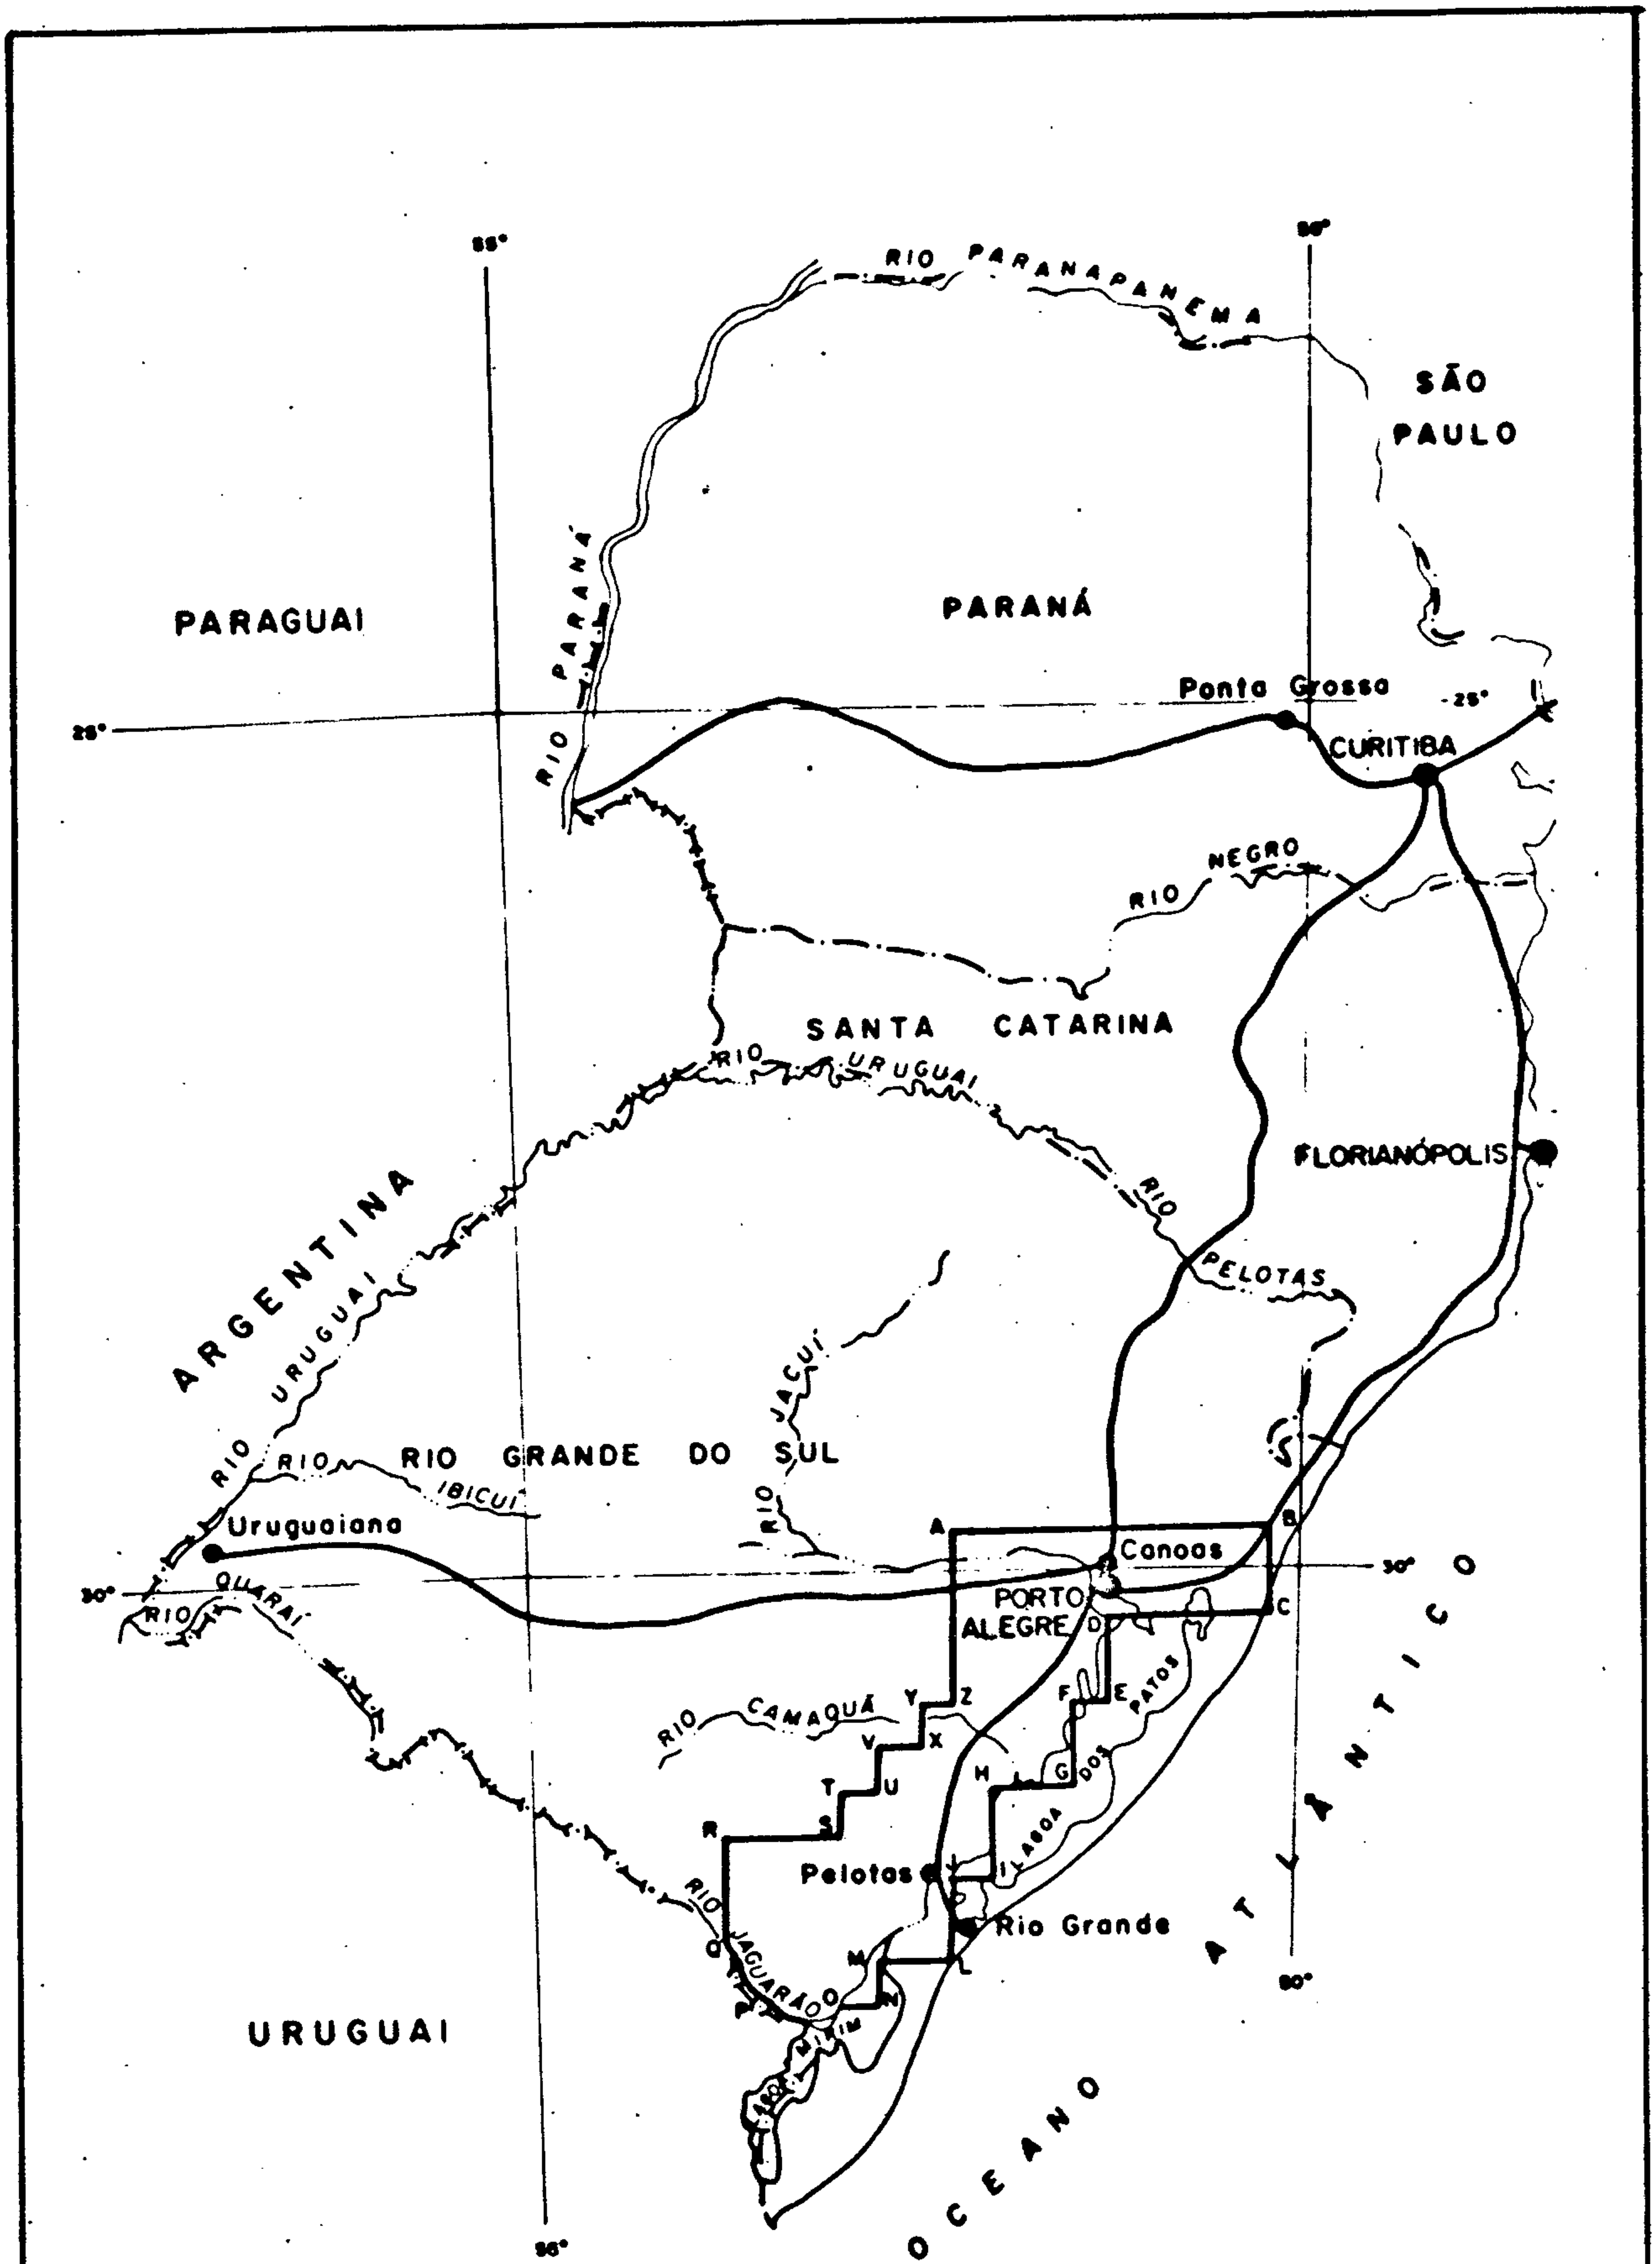 55°
50°
RIO PARANAPANEMA
SÃO
PAULO
RIO PARANÁ
PARAGUAI
PARANÁ
Ponta Grossa
-25°
25°
CURITIBA
RIO NEGRO
SANTA CATARINA
RIO URUGUAI
FLORIANÓPOLIS
RIO PELOTAS
ARGENTINA
RIO URUGUAI
RIO JACUÍ
RIO GRANDE DO SUL
RIO IBICUÍ
Uruguaiana
A
B
Canoas
30°
30°
RIO QUARAÍ
PORTO
ALEGRE
D
C
F
E
Y
Z
RIO CAMAQUÃ
V
X
T
U
H
G
LAGOA DOS PATOS
R
S
Pelotas
J
I
Rio Grande
RIO JAGUARÃO
Q
M
L
P
O
N
MIRIM
URUGUAI
50°
OCEANO ATLÂNTICO